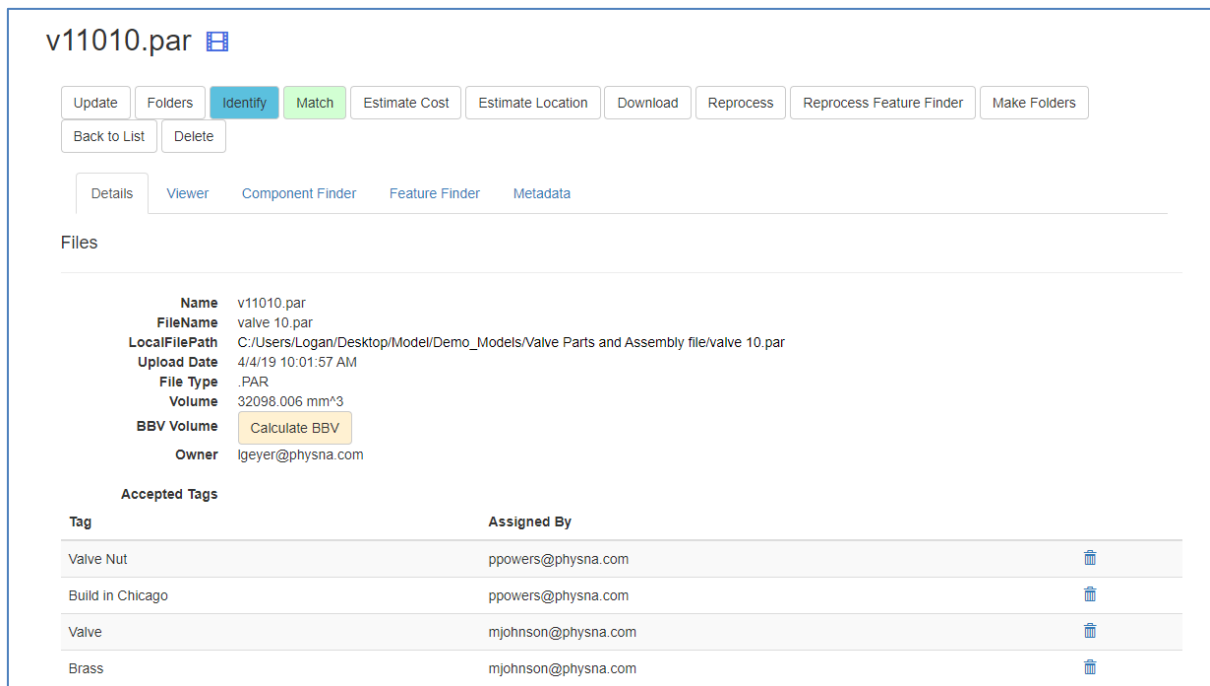 v11010.par
Update Folders Identify Match Estimate Cost Estimate Location Download Reprocess Reprocess Feature Finder Make Folders
Back to List Delete
Details Viewer Component Finder Feature Finder Metadata
Files
Name v11010.par
FileName valve 10.par
LocalFilePath C:/Users/Logan/Desktop/Model/Demo_Models/Valve Parts and Assembly file/valve 10.par
Upload Date 4/4/19 10:01:57 AM
File Type .PAR
Volume 32098.006 mm^3
BBV Volume Calculate BBV
Owner lgeyer@physna.com
Accepted Tags
Tag Assigned By
Valve Nut ppowers@physna.com
Build in Chicago ppowers@physna.com
Valve mjohnson@physna.com
Brass mjohnson@physna.com